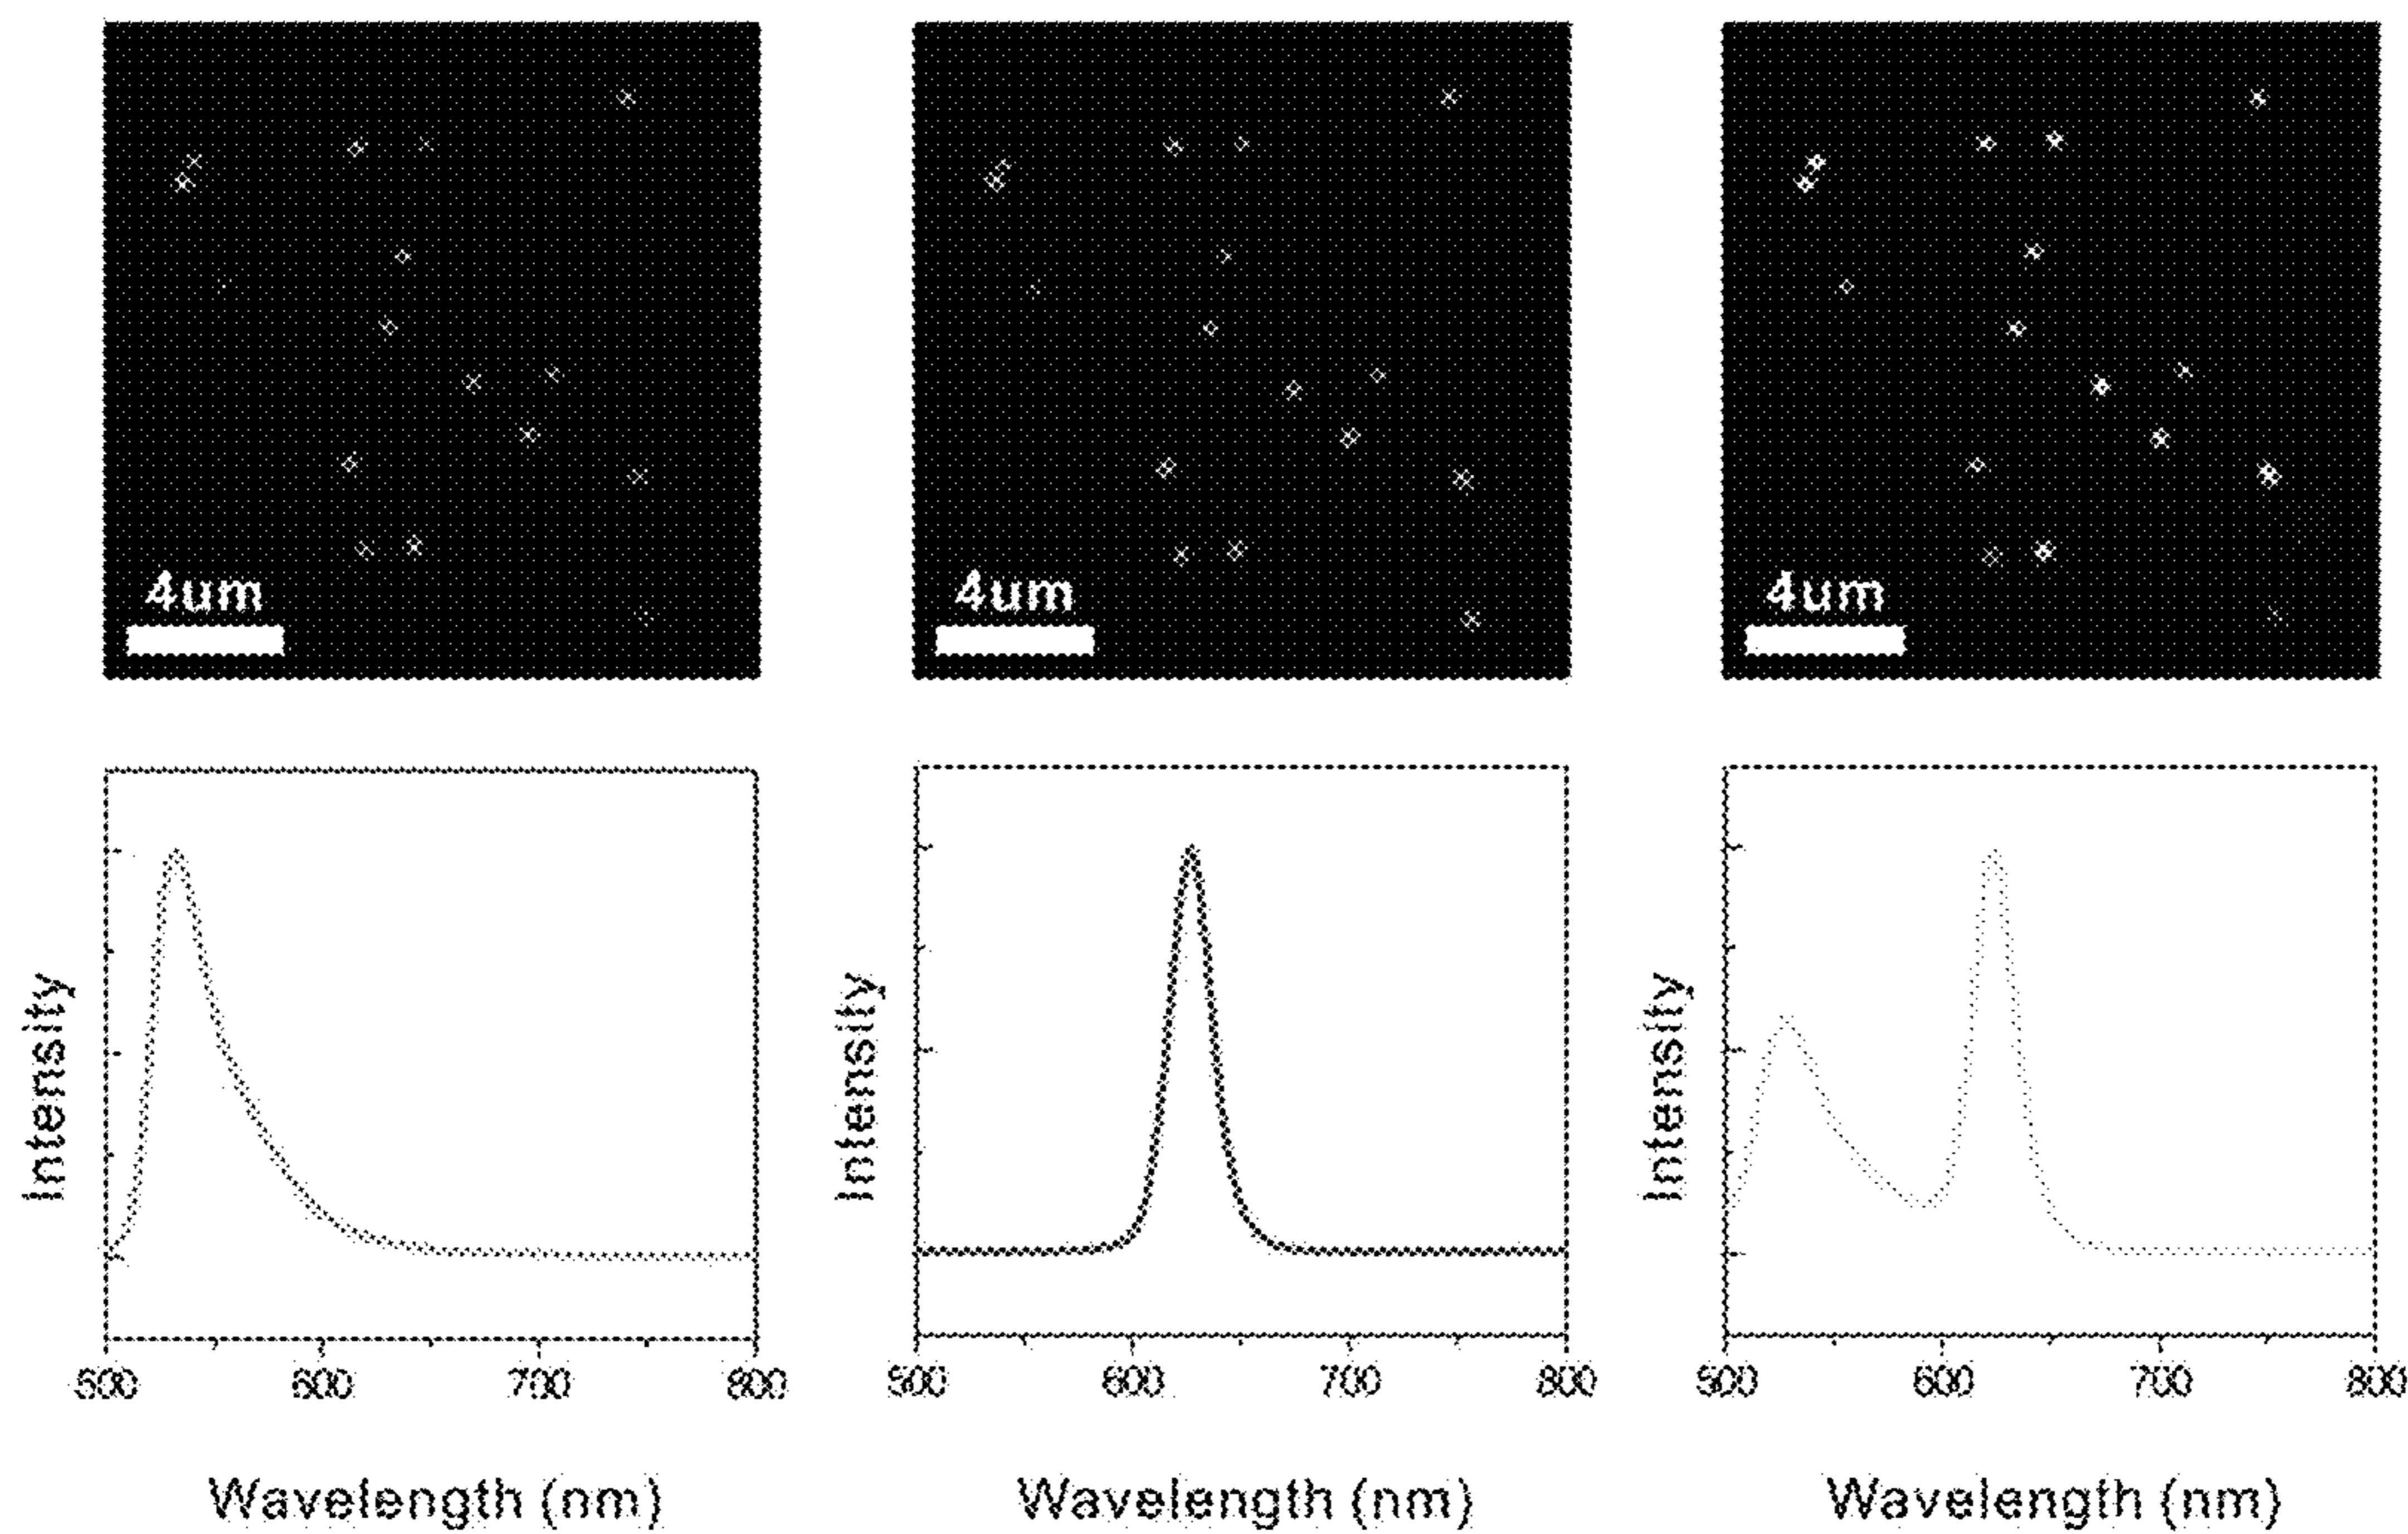 4um 4um 4um
Intensity Intensity Intensity
500 600 700 800 500 600 700 800 500 600 700 800
Wavelength (nm) Wavelength (nm) Wavelength (nm)